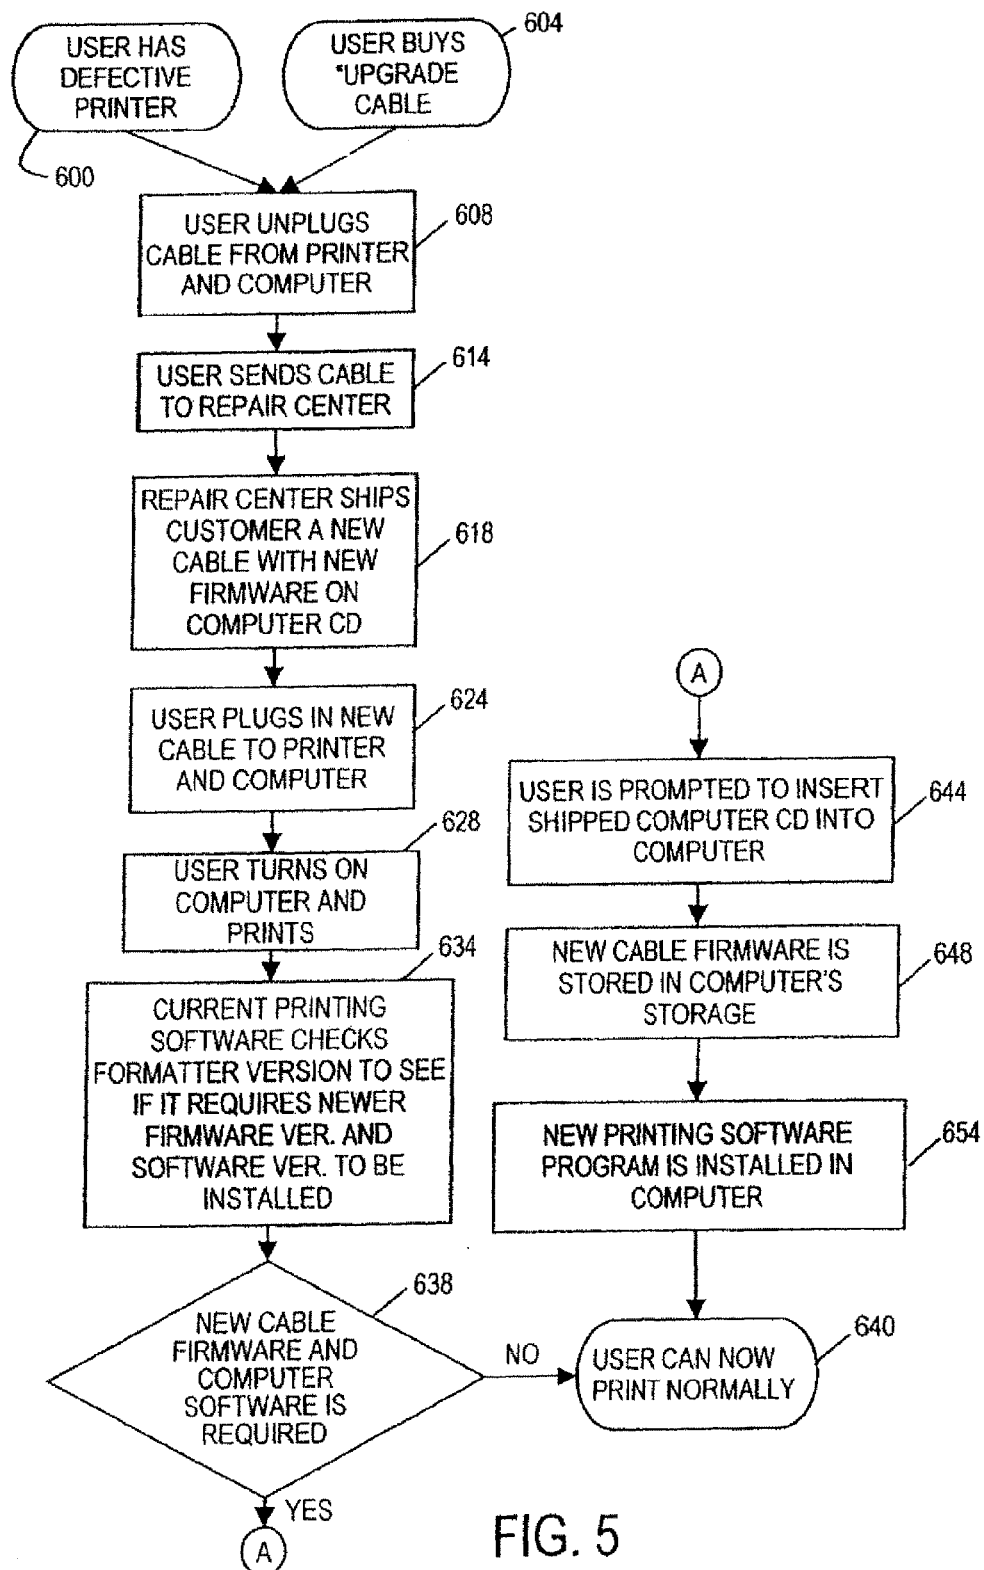 USER HAS
DEFECTIVE
PRINTER
600
USER BUYS
"UPGRADE
CABLE
604
USER UNPLUGS
CABLE FROM PRINTER
AND COMPUTER
608
USER SENDS CABLE
TO REPAIR CENTER
614
REPAIR CENTER SHIPS
CUSTOMER A NEW
CABLE WITH NEW
FIRMWARE ON
COMPUTER CD
618
USER PLUGS IN NEW
CABLE TO PRINTER
AND COMPUTER
624
USER TURNS ON
COMPUTER AND
PRINTS
628
CURRENT PRINTING
SOFTWARE CHECKS
FORMATTER VERSION TO SEE
IF IT REQUIRES NEWER
FIRMWARE VER. AND
SOFTWARE VER. TO BE
INSTALLED
634
NEW CABLE
FIRMWARE AND
COMPUTER
SOFTWARE IS
REQUIRED
638
NO
YES
A
A
USER IS PROMPTED TO INSERT
SHIPPED COMPUTER CD INTO
COMPUTER
644
NEW CABLE FIRMWARE IS
STORED IN COMPUTER'S
STORAGE
648
NEW PRINTING SOFTWARE
PROGRAM IS INSTALLED IN
COMPUTER
654
USER CAN NOW
PRINT NORMALLY
640
FIG. 5